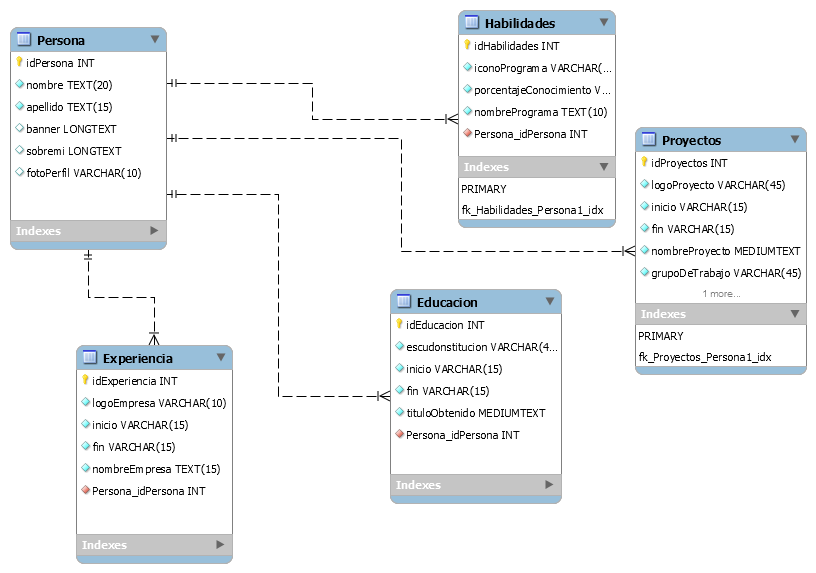 Persona
idPersona INT
nombre TEXT(20)
apellido TEXT(15)
banner LONGTEXT
sobremi LONGTEXT
fotoPerfil VARCHAR(10)
Indexes
Habilidades
idHabilidades INT
iconoPrograma VARCHAR(...
porcentajeConocimiento V...
nombrePrograma TEXT(10)
Persona_idPersona INT
Indexes
PRIMARY
fk_Habilidades_Persona1_idx
Proyectos
idProyectos INT
logoProyecto VARCHAR(45)
inicio VARCHAR(15)
fin VARCHAR(15)
nombreProyecto MEDIUMTEXT
grupoDeTrabajo VARCHAR(45)
1 more...
Indexes
PRIMARY
fk_Proyectos_Persona1_idx
Educacion
idEducacion INT
escudonstitucion VARCHAR(4...
inicio VARCHAR(15)
fin VARCHAR(15)
tituloObtenido MEDIUMTEXT
Persona_idPersona INT
Indexes
Experiencia
idExperiencia INT
logoEmpresa VARCHAR(10)
inicio VARCHAR(15)
fin VARCHAR(15)
nombreEmpresa TEXT(15)
Persona_idPersona INT
Indexes